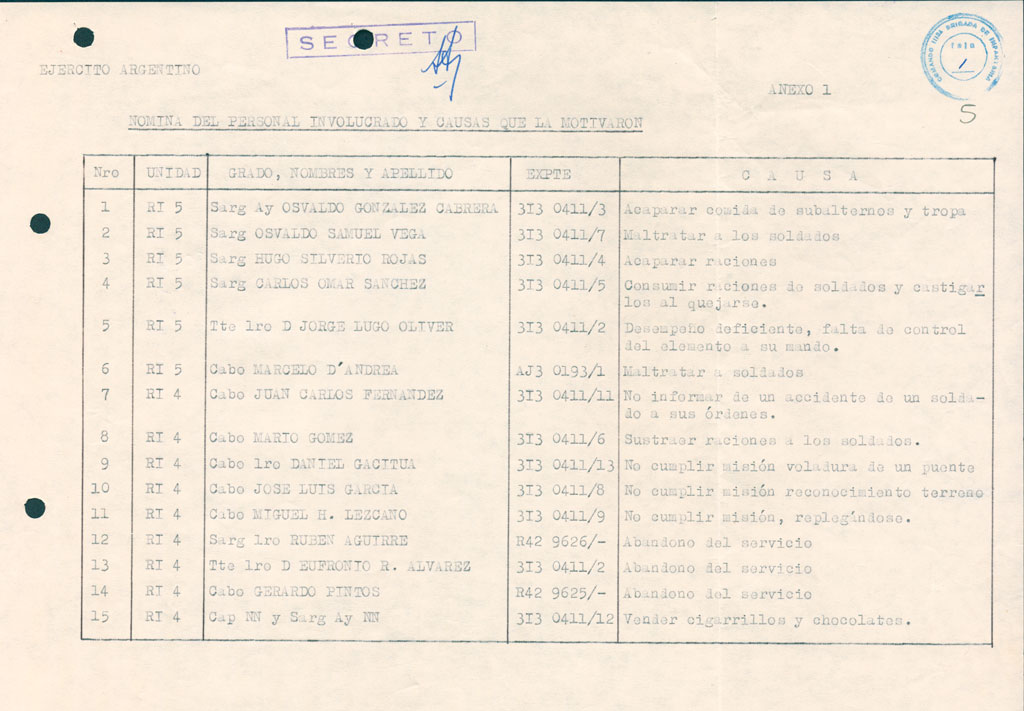 SECRETO
EJERCITO ARGENTINO
COMANDO IIIA BRIGADA DE INFANTERIA
folo
1
ANEXO 1
5
NOMINA DEL PERSONAL INVOLUCRADO Y CAUSAS QUE LA MOTIVARON
Nro UNIDAD GRADO, NOMBRES Y APELLIDO EXPTE C A U S A
1 RI 5 Sarg Ay OSVALDO GONZALEZ CABRERA 3I3 0411/3 Acaparar comida de subalternos y tropa
2 RI 5 Sarg OSVALDO SAMUEL VEGA 3I3 0411/7 Maltratar a los soldados
3 RI 5 Sarg HUGO SILVERIO ROJAS 3I3 0411/4 Acaparar raciones
4 RI 5 Sarg CARLOS OMAR SANCHEZ 3I3 0411/5 Consumir raciones de soldados y castigar
los al quejarse.
5 RI 5 Tte 1ro D JORGE LUGO OLIVER 3I3 0411/2 Desempeño deficiente, falta de control
del elemento a su mando.
6 RI 5 Cabo MARCELO D'ANDREA AJ3 0193/1 Maltratar a soldados
7 RI 4 Cabo JUAN CARLOS FERNANDEZ 3I3 0411/11 No informar de un accidente de un solda-
do a sus órdenes.
8 RI 4 Cabo MARIO GOMEZ 3I3 0411/6 Sustraer raciones a los soldados.
9 RI 4 Cabo 1ro DANIEL GACITUA 3I3 0411/13 No cumplir misión voladura de un puente
10 RI 4 Cabo JOSE LUIS GARCIA 3I3 0411/8 No cumplir misión reconocimiento terreno
11 RI 4 Cabo MIGUEL H. LEZCANO 3I3 0411/9 No cumplir misión, replegándose.
12 RI 4 Sarg 1ro RUBEN AGUIRRE R42 9626/- Abandono del servicio
13 RI 4 Tte 1ro D EUFRONIO R. ALVAREZ 3I3 0411/2 Abandono del servicio
14 RI 4 Cabo GERARDO PINTOS R42 9625/- Abandono del servicio
15 RI 4 Cap NN y Sarg Ay NN 3I3 0411/12 Vender cigarrillos y chocolates.